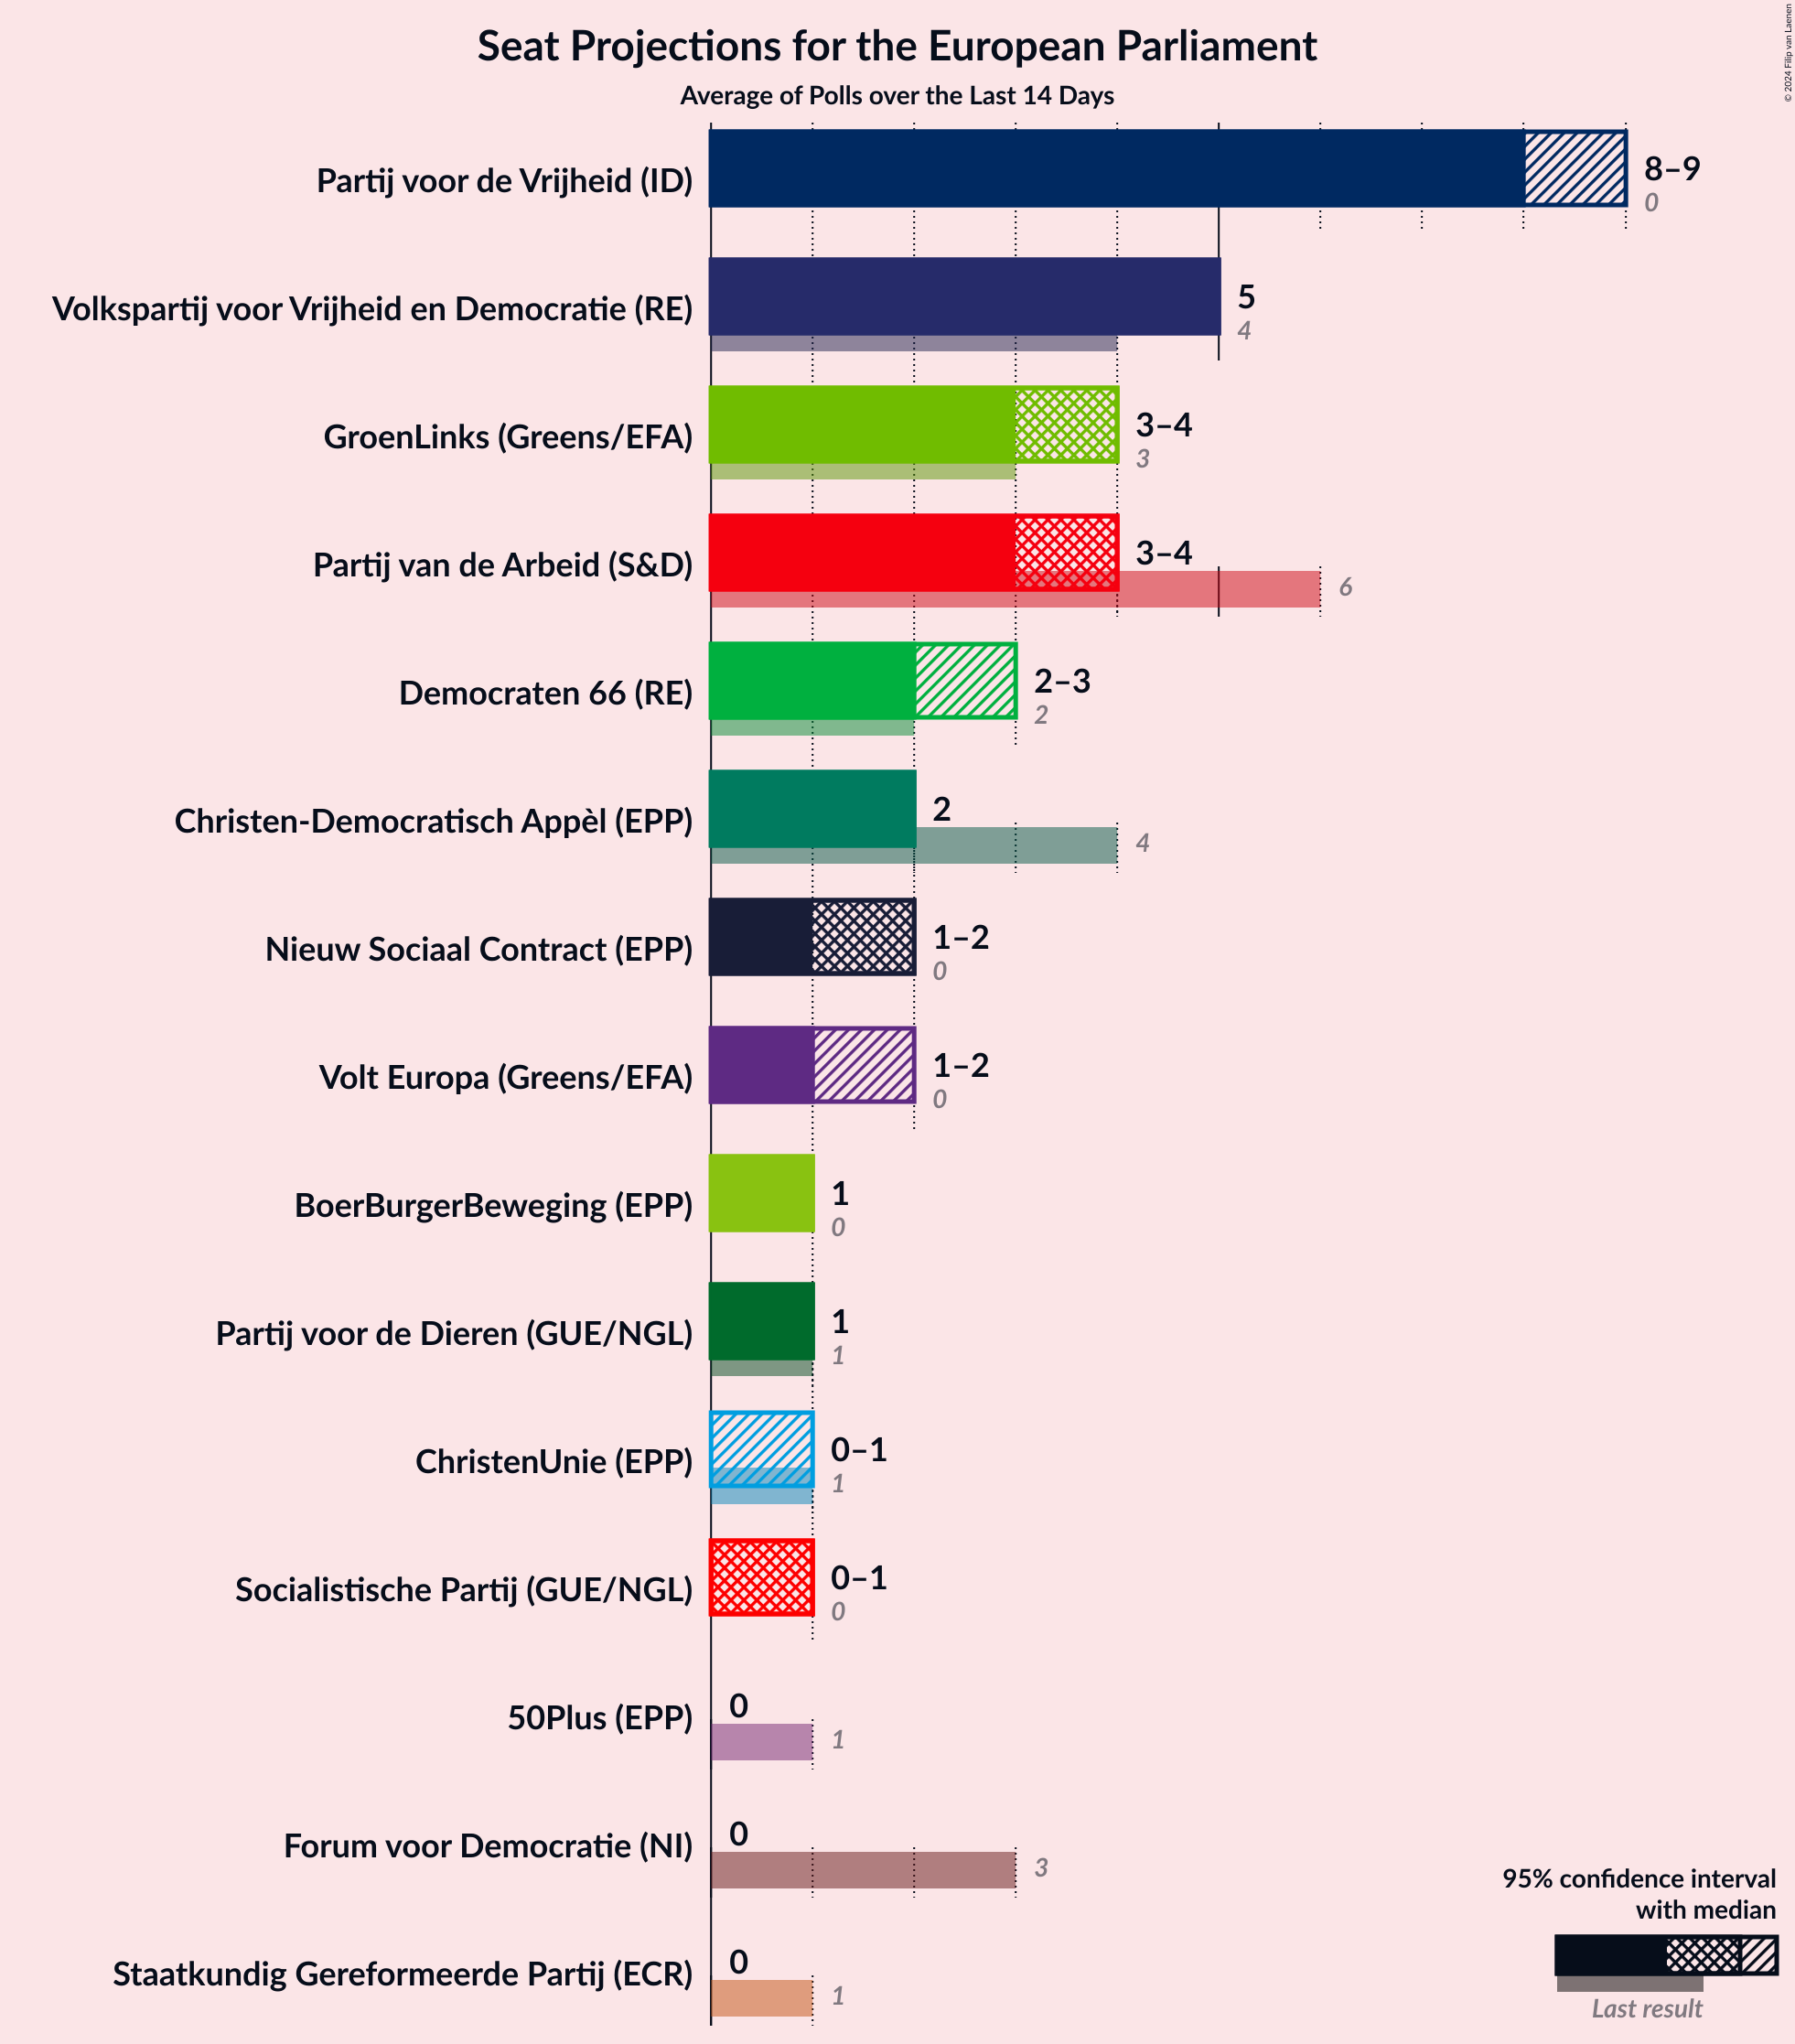 © 2024 Filip van Laenen
Seat Projections for the European Parliament
Average of Polls over the Last 14 Days
Partij voor de Vrijheid (ID)
8–9
0
Volkspartij voor Vrijheid en Democratie (RE)
5
4
GroenLinks (Greens/EFA)
3–4
3
Partij van de Arbeid (S&D)
3–4
6
Democraten 66 (RE)
2–3
2
Christen-Democratisch Appèl (EPP)
2
4
Nieuw Sociaal Contract (EPP)
1–2
0
Volt Europa (Greens/EFA)
1–2
0
BoerBurgerBeweging (EPP)
1
0
Partij voor de Dieren (GUE/NGL)
1
1
ChristenUnie (EPP)
0–1
1
Socialistische Partij (GUE/NGL)
0–1
0
50Plus (EPP)
0
1
Forum voor Democratie (NI)
0
3
Staatkundig Gereformeerde Partij (ECR)
0
1
95% confidence interval
with median
Last result